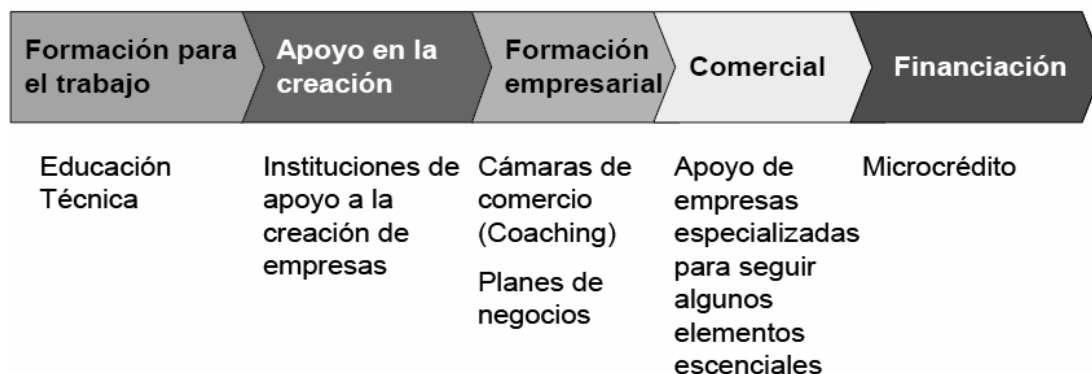 Formación para
el trabajo
Apoyo en la
creación
Formación
empresarial
Comercial
Financiación
Educación
Técnica
Instituciones de
apoyo a la
creación de
empresas
Cámaras de
comercio
(Coaching)
Planes de
negocios
Apoyo de
empresas
especializadas
para seguir
algunos
elementos
escenciales
Microcrédito